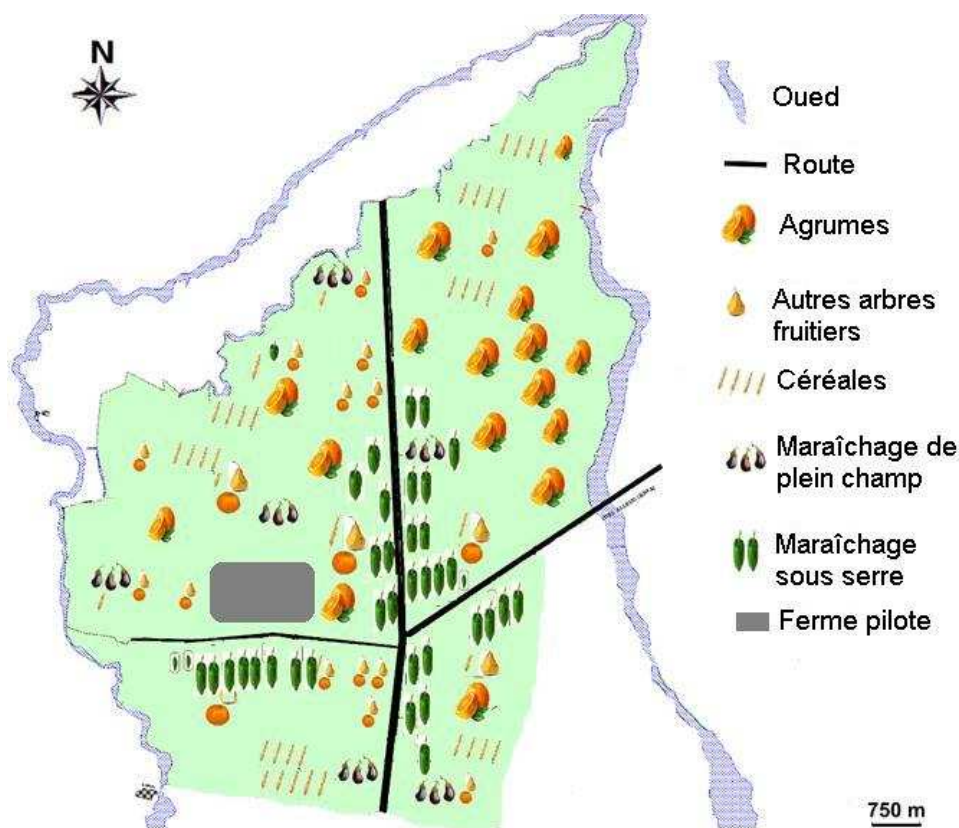 N
Oued
Route
Agrumes
Autres arbres
fruitiers
Céréales
Maraîchage de
plein champ
Maraîchage
sous serre
Ferme pilote
750 m